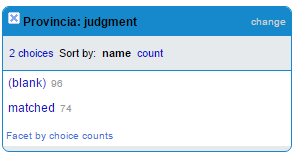 Provincia: judgment change
2 choices Sort by: name count
(blank) 96
matched 74
Facet by choice counts